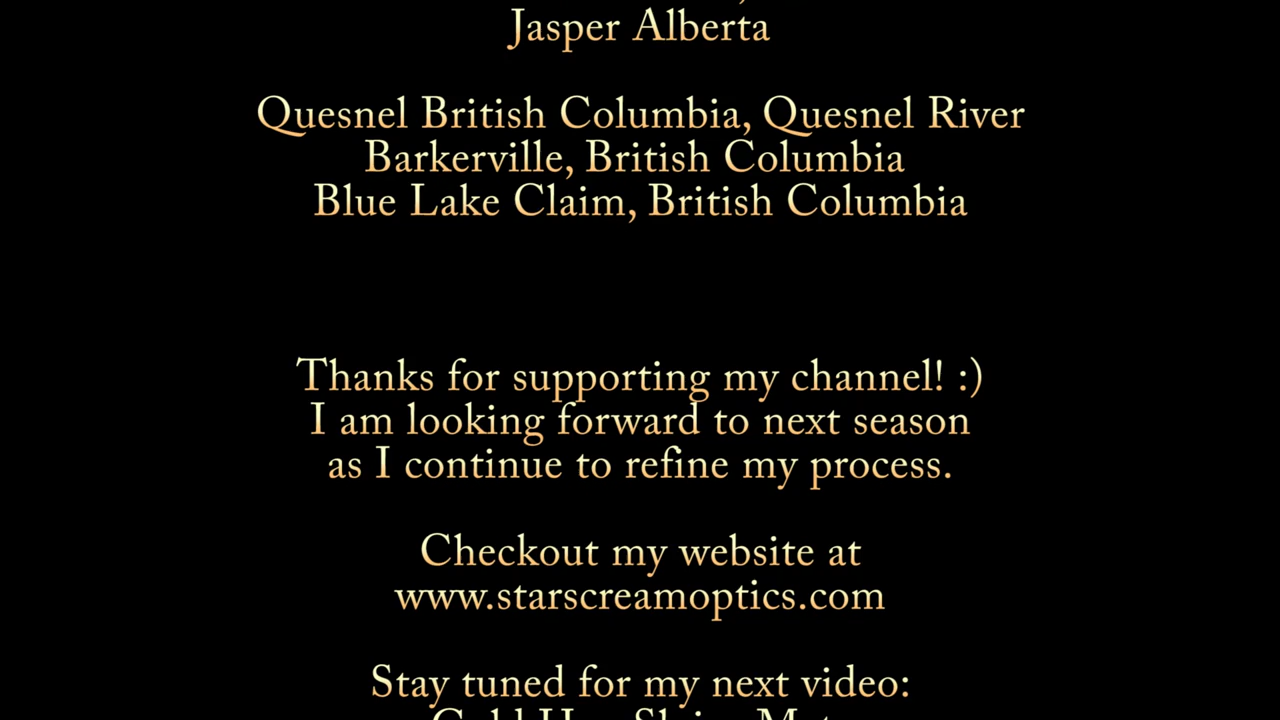 Jasper Alberta
Quesnel British Columbia, Quesnel River
Barkerville, British Columbia
Blue Lake Claim, British Columbia
Thanks for supporting my channel! :)
I am looking forward to next season
as I continue to refine my process.
Checkout my website at
www.starscreamoptics.com
Stay tuned for my next video: